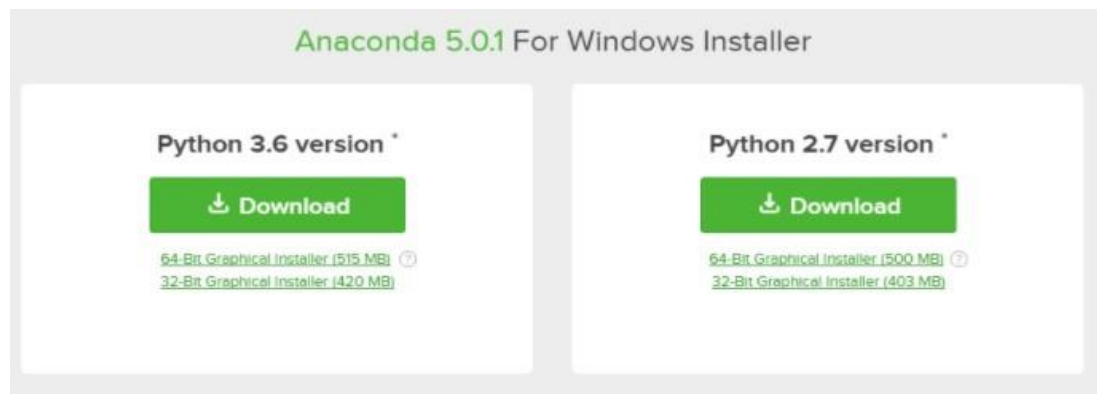 Anaconda 5.0.1 For Windows Installer
Python 3.6 version *
Download
64-Bit Graphical Installer (515 MB) ?
32-Bit Graphical Installer (420 MB)
Python 2.7 version *
Download
64-Bit Graphical Installer (500 MB) ?
32-Bit Graphical Installer (403 MB)